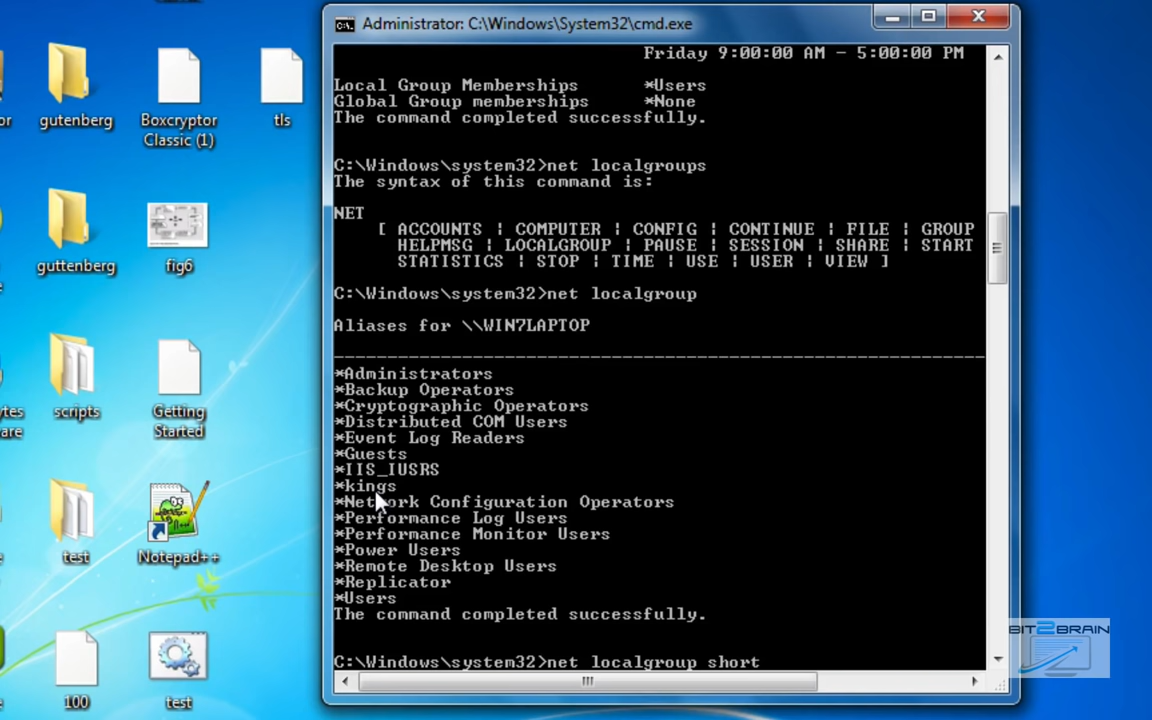 Administrator: C:\Windows\System32\cmd.exe
Friday 9:00:00 AM - 5:00:00 PM
Local Group Memberships *Users
Global Group memberships *None
The command completed successfully.
C:\Windows\system32>net localgroups
The syntax of this command is:
NET
[ ACCOUNTS | COMPUTER | CONFIG | CONTINUE | FILE | GROUP
HELPMSG | LOCALGROUP | PAUSE | SESSION | SHARE | START
STATISTICS | STOP | TIME | USE | USER | VIEW ]
C:\Windows\system32>net localgroup
Aliases for \\WIN7LAPTOP
*Administrators
*Backup Operators
*Cryptographic Operators
*Distributed COM Users
*Event Log Readers
*Guests
*IIS_IUSRS
*kings
*Network Configuration Operators
*Performance Log Users
*Performance Monitor Users
*Power Users
*Remote Desktop Users
*Replicator
*Users
The command completed successfully.
C:\Windows\system32>net localgroup short
gutenberg
Boxcryptor
Classic (1)
tls
guttenberg
fig6
scripts
Getting
Started
test
Notepad++
100
test
BIT2BRAIN